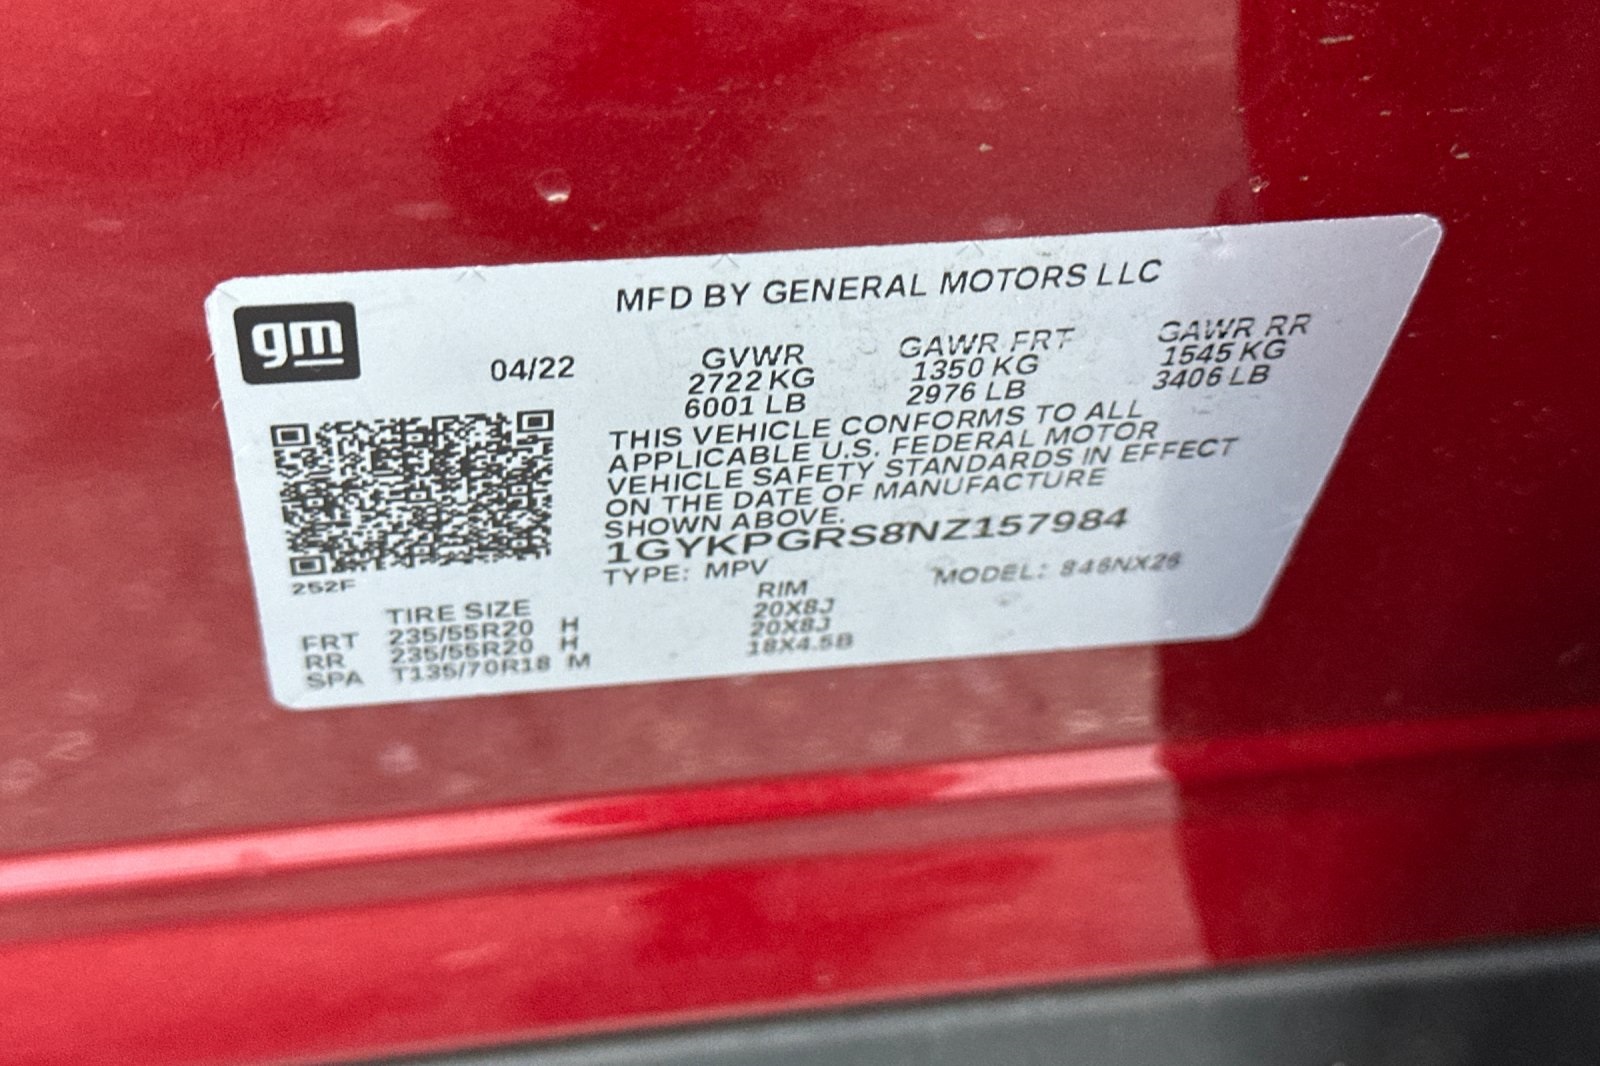 gm
MFD BY GENERAL MOTORS LLC
04/22
GVWR GAWR FRT GAWR RR
2722 KG 1350 KG 1545 KG
6001 LB 2976 LB 3406 LB
THIS VEHICLE CONFORMS TO ALL
APPLICABLE U.S. FEDERAL MOTOR
VEHICLE SAFETY STANDARDS IN EFFECT
ON THE DATE OF MANUFACTURE
SHOWN ABOVE.
1GYKPGRS8NZ157984
252F
TYPE: MPV MODEL:
TIRE SIZE RIM
FRT 235/55R20 H 20X8J
RR 235/55R20 H 20X8J
SPA T135/70R18 M 18X4.5B